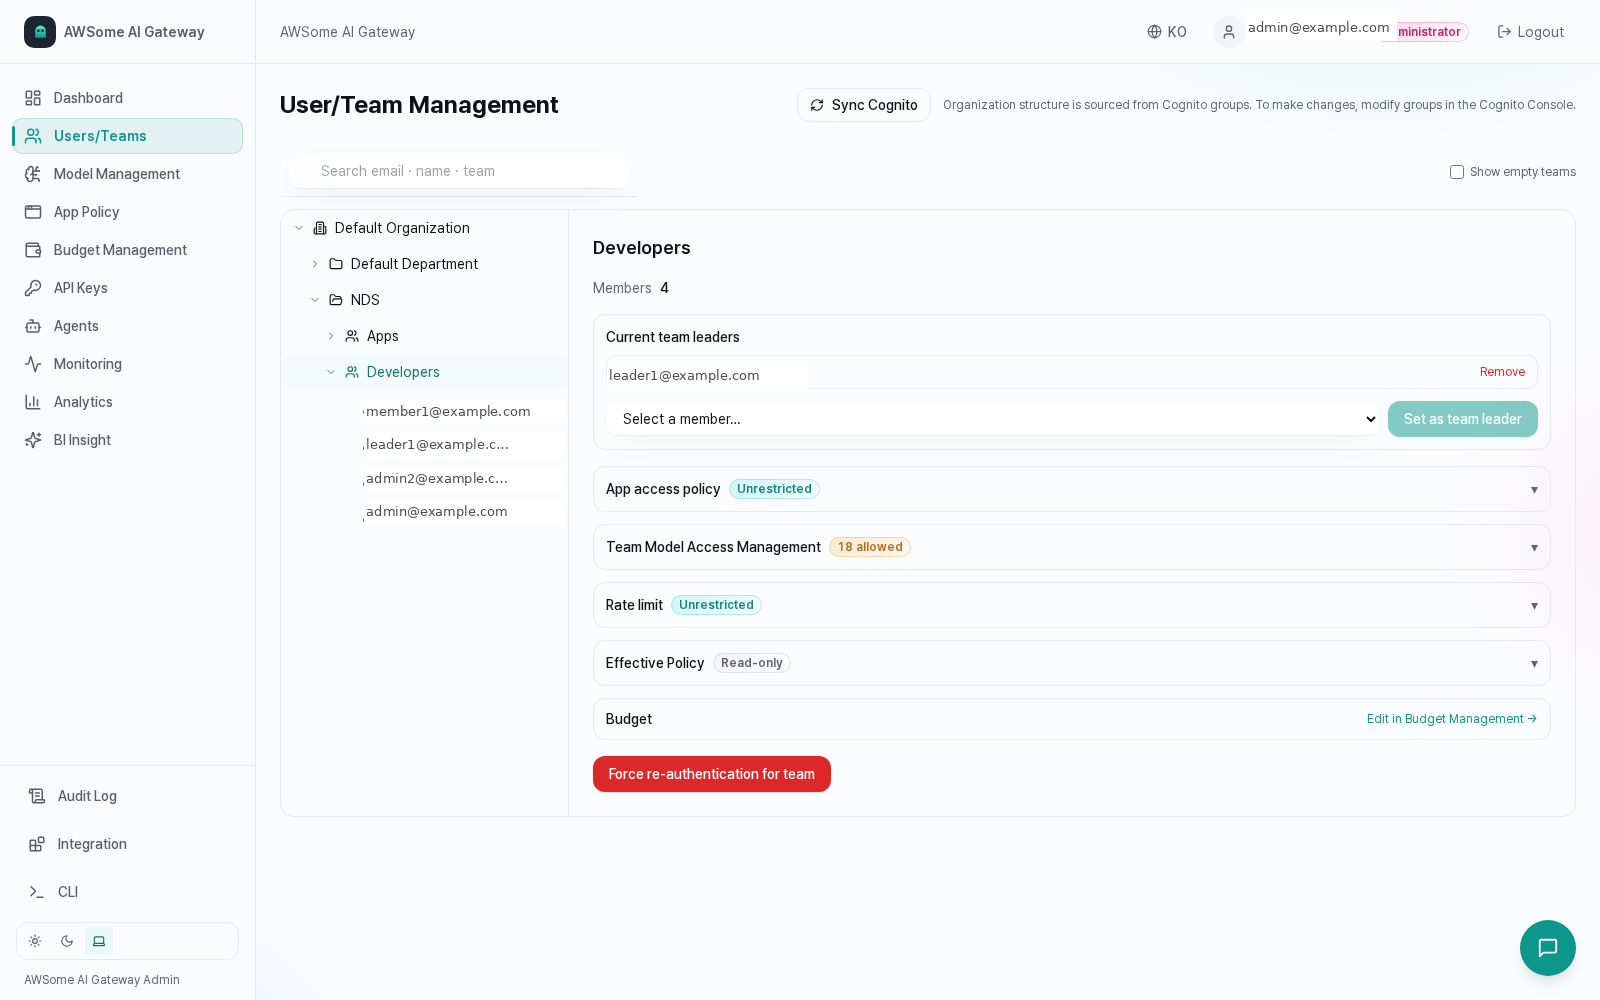 AWSome AI Gateway
AWSome AI Gateway
KO
admin@example.com
ministrator
Logout
Dashboard
Users/Teams
Model Management
App Policy
Budget Management
API Keys
Agents
Monitoring
Analytics
BI Insight
User/Team Management
Sync Cognito
Organization structure is sourced from Cognito groups. To make changes, modify groups in the Cognito Console.
Search email · name · team
Show empty teams
Default Organization
Default Department
NDS
Apps
Developers
member1@example.com
leader1@example.c...
admin2@example.c...
admin@example.com
Developers
Members 4
Current team leaders
leader1@example.com
Remove
Select a member...
Set as team leader
App access policy Unrestricted
Team Model Access Management 18 allowed
Rate limit Unrestricted
Effective Policy Read-only
Budget
Edit in Budget Management →
Force re-authentication for team
Audit Log
Integration
CLI
AWSome AI Gateway Admin